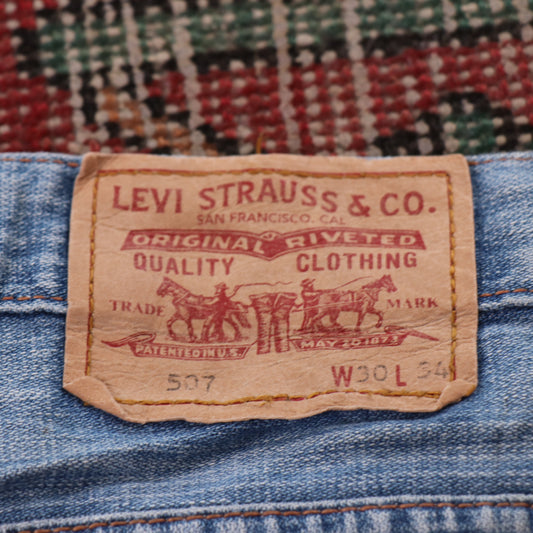 LEVI STRAUSS & CO.
SAN FRANCISCO. CAL
ORIGINAL RIVETED
QUALITY CLOTHING
TRADE MARK
PATENTED IN U.S. MAY 20 1873
507 W30 L 34